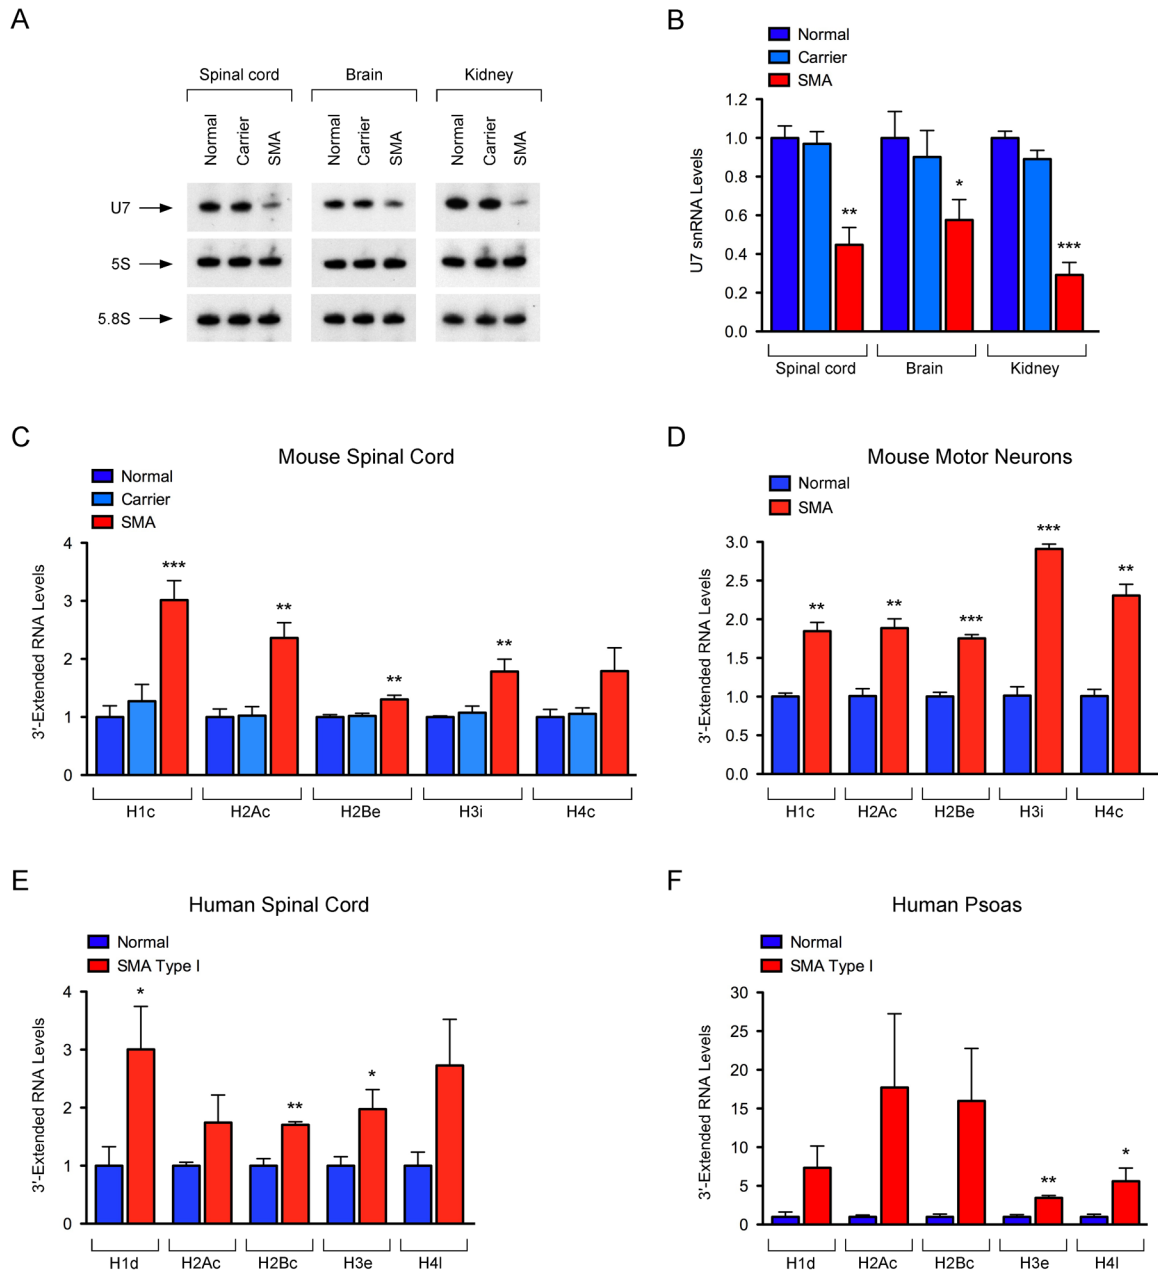 A
Spinal cord
Brain
Kidney
Normal
Carrier
SMA
Normal
Carrier
SMA
Normal
Carrier
SMA
U7
5S
5.8S
B
Normal
Carrier
SMA
U7 snRNA Levels
1.2
1.0
0.8
0.6
0.4
0.2
0.0
**
*
***
Spinal cord
Brain
Kidney
C
Mouse Spinal Cord
Normal
Carrier
SMA
3'-Extended RNA Levels
4
3
2
1
0
***
**
**
**
H1c
H2Ac
H2Be
H3i
H4c
D
Mouse Motor Neurons
Normal
SMA
3'-Extended RNA Levels
3.0
2.5
2.0
1.5
1.0
0.5
0.0
**
**
***
***
**
H1c
H2Ac
H2Be
H3i
H4c
E
Human Spinal Cord
Normal
SMA Type I
3'-Extended RNA Levels
4
3
2
1
0
*
**
*
H1d
H2Ac
H2Bc
H3e
H4l
F
Human Psoas
Normal
SMA Type I
3'-Extended RNA Levels
30
25
20
15
10
5
0
**
*
H1d
H2Ac
H2Bc
H3e
H4l